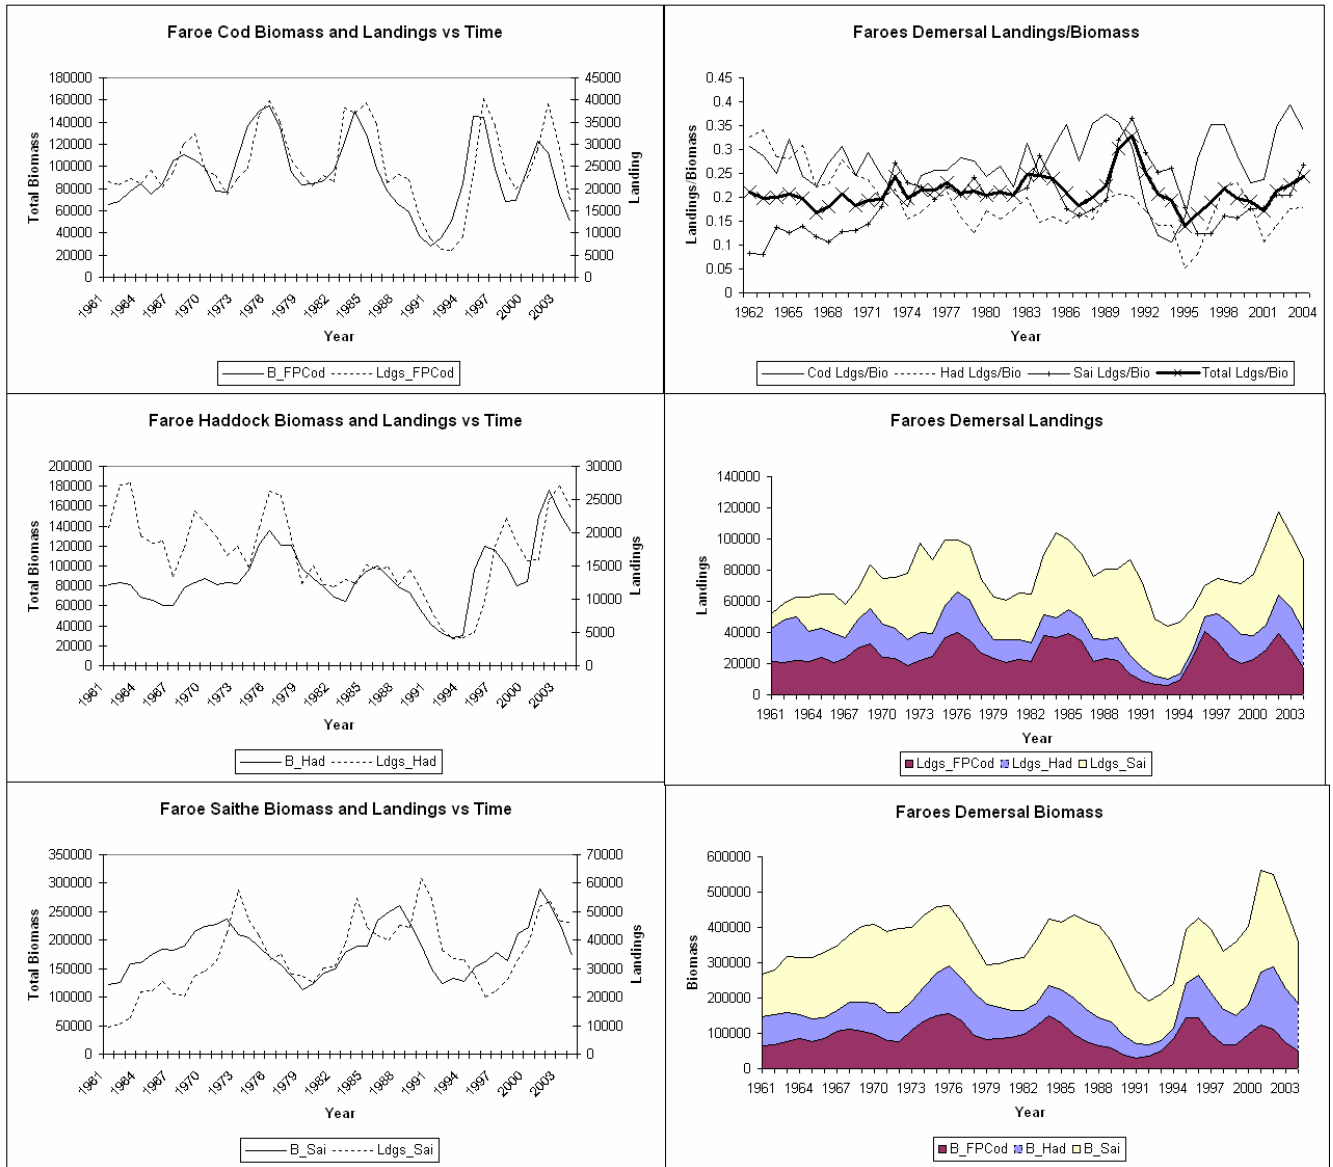 Faroe Cod Biomass and Landings vs Time
Total Biomass
180000
160000
140000
120000
100000
80000
60000
40000
20000
0
45000
40000
35000
30000
25000
20000
15000
10000
5000
0
Landing
1961 1964 1967 1970 1973 1976 1979 1982 1985 1988 1991 1994 1997 2000 2003
Year
B_FPCod Ldgs_FPCod
Faroes Demersal Landings/Biomass
Landings/Biomass
0.45
0.4
0.35
0.3
0.25
0.2
0.15
0.1
0.05
0
1962 1965 1968 1971 1974 1977 1980 1983 1986 1989 1992 1995 1998 2001 2004
Year
Cod Ldgs/Bio Had Ldgs/Bio Sai Ldgs/Bio Total Ldgs/Bio
Faroe Haddock Biomass and Landings vs Time
Total Biomass
200000
180000
160000
140000
120000
100000
80000
60000
40000
20000
0
30000
25000
20000
15000
10000
5000
0
Landings
1961 1964 1967 1970 1973 1976 1979 1982 1985 1988 1991 1994 1997 2000 2003
Year
B_Had Ldgs_Had
Faroes Demersal Landings
Landings
140000
120000
100000
80000
60000
40000
20000
0
1961 1964 1967 1970 1973 1976 1979 1982 1985 1988 1991 1994 1997 2000 2003
Year
Ldgs_FPCod Ldgs_Had Ldgs_Sai
Faroe Saithe Biomass and Landings vs Time
Total Biomass
350000
300000
250000
200000
150000
100000
50000
0
70000
60000
50000
40000
30000
20000
10000
0
Landings
1961 1964 1967 1970 1973 1976 1979 1982 1985 1988 1991 1994 1997 2000 2003
Year
B_Sai Ldgs_Sai
Faroes Demersal Biomass
Biomass
600000
500000
400000
300000
200000
100000
0
1961 1964 1967 1970 1973 1976 1979 1982 1985 1988 1991 1994 1997 2000 2003
Year
B_FPCod B_Had B_Sai